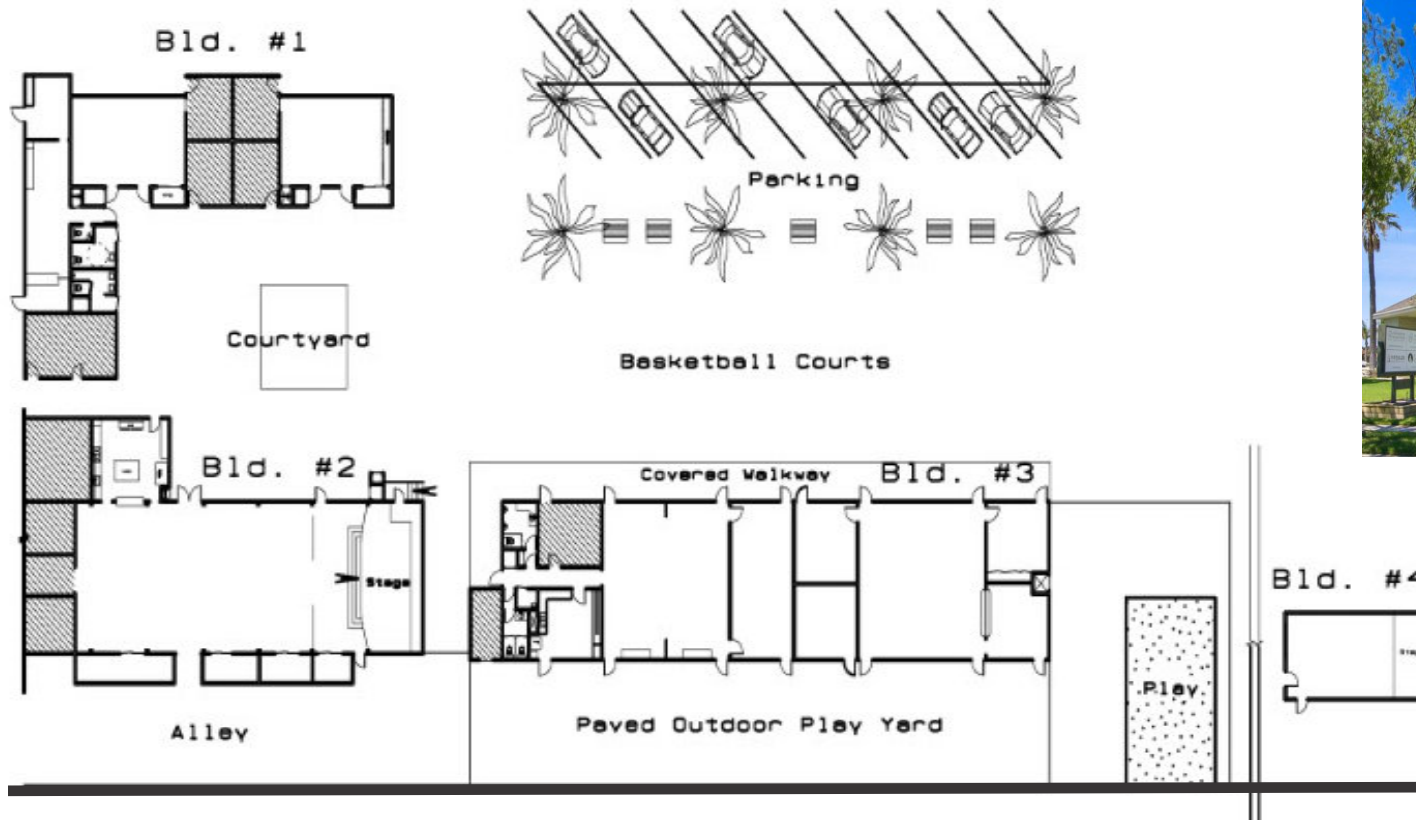 Bld. #1
Parking
Courtyard
Basketball Courts
Bld. #2
Covered Walkway
Bld. #3
Stage
Bld. #4
Play
Paved Outdoor Play Yard
Alley